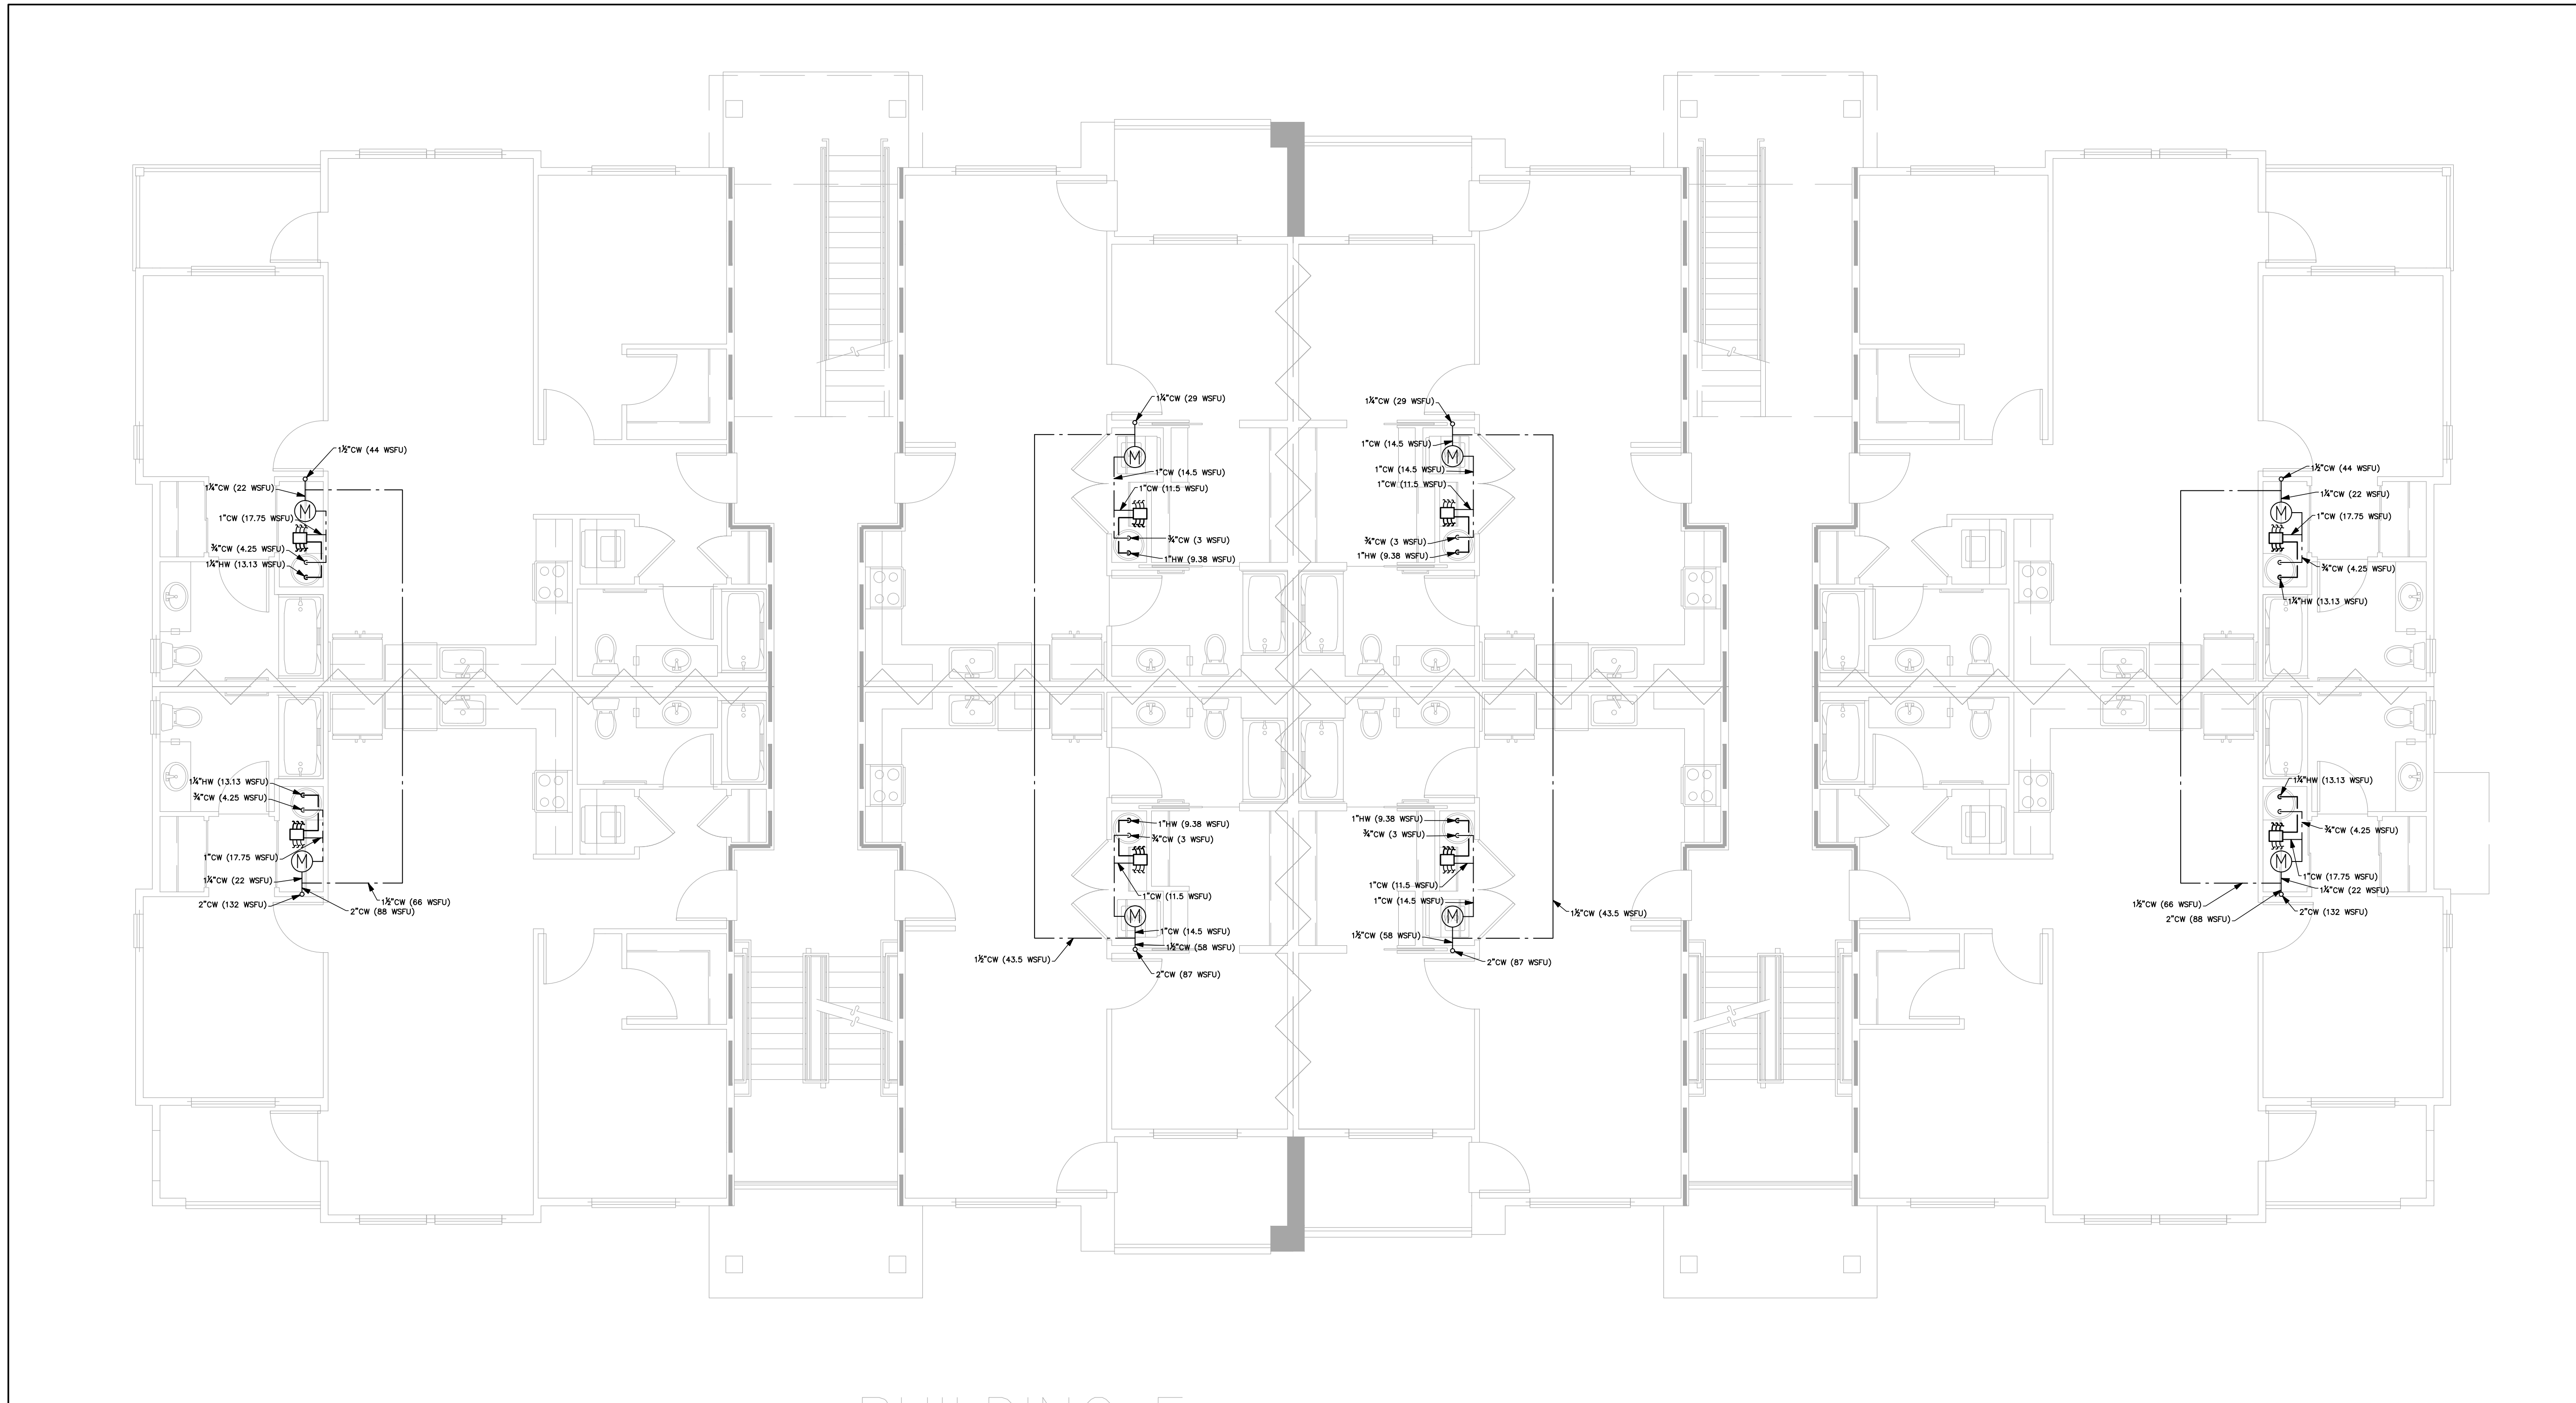 1¼"CW (29 WSFU)
1¼"CW (29 WSFU)
1"CW (14.5 WSFU)
1½"CW (44 WSFU)
1½"CW (44 WSFU)
M
M
1"CW (14.5 WSFU)
1"CW (14.5 WSFU)
1¼"CW (22 WSFU)
1"CW (11.5 WSFU)
1"CW (11.5 WSFU)
1¼"CW (22 WSFU)
M
M
1"CW (17.75 WSFU)
1"CW (17.75 WSFU)
¾"CW (3 WSFU)
¾"CW (3 WSFU)
¾"CW (4.25 WSFU)
1"HW (9.38 WSFU)
1"HW (9.38 WSFU)
1¼"HW (13.13 WSFU)
¾"CW (4.25 WSFU)
1¼"HW (13.13 WSFU)
1¼"HW (13.13 WSFU)
1¼"HW (13.13 WSFU)
¾"CW (4.25 WSFU)
1"HW (9.38 WSFU)
1"HW (9.38 WSFU)
¾"CW (4.25 WSFU)
¾"CW (3 WSFU)
¾"CW (3 WSFU)
1"CW (17.75 WSFU)
M
M
1"CW (17.75 WSFU)
1¼"CW (22 WSFU)
1"CW (11.5 WSFU)
1"CW (11.5 WSFU)
1¼"CW (22 WSFU)
1½"CW (66 WSFU)
1"CW (14.5 WSFU)
1½"CW (66 WSFU)
2"CW (132 WSFU)
2"CW (88 WSFU)
M
M
1½"CW (43.5 WSFU)
2"CW (88 WSFU)
2"CW (132 WSFU)
1"CW (14.5 WSFU)
1½"CW (58 WSFU)
1½"CW (58 WSFU)
1½"CW (43.5 WSFU)
2"CW (87 WSFU)
2"CW (87 WSFU)